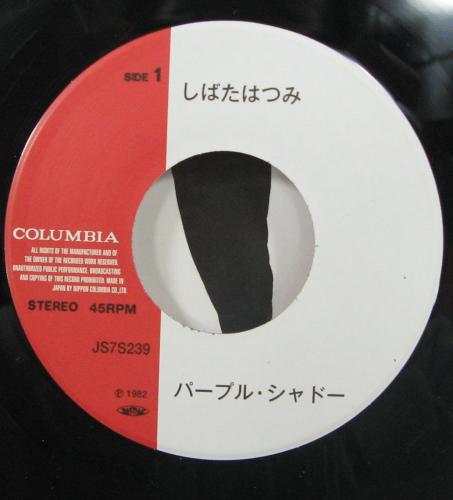 SIDE 1
しばたはつみ
COLUMBIA
ALL RIGHTS OF THE MANUFACTURER AND OF
THE OWNER OF THE RECORDED WORK RESERVED.
UNAUTHORIZED PUBLIC PERFORMANCE, BROADCASTING
AND COPYING OF THIS RECORD PROHIBITED. MADE IN
JAPAN BY NIPPON COLUMBIA CO., LTD.
STEREO 45RPM
JS7S239
パープル・シャドー
Ⓟ 1982